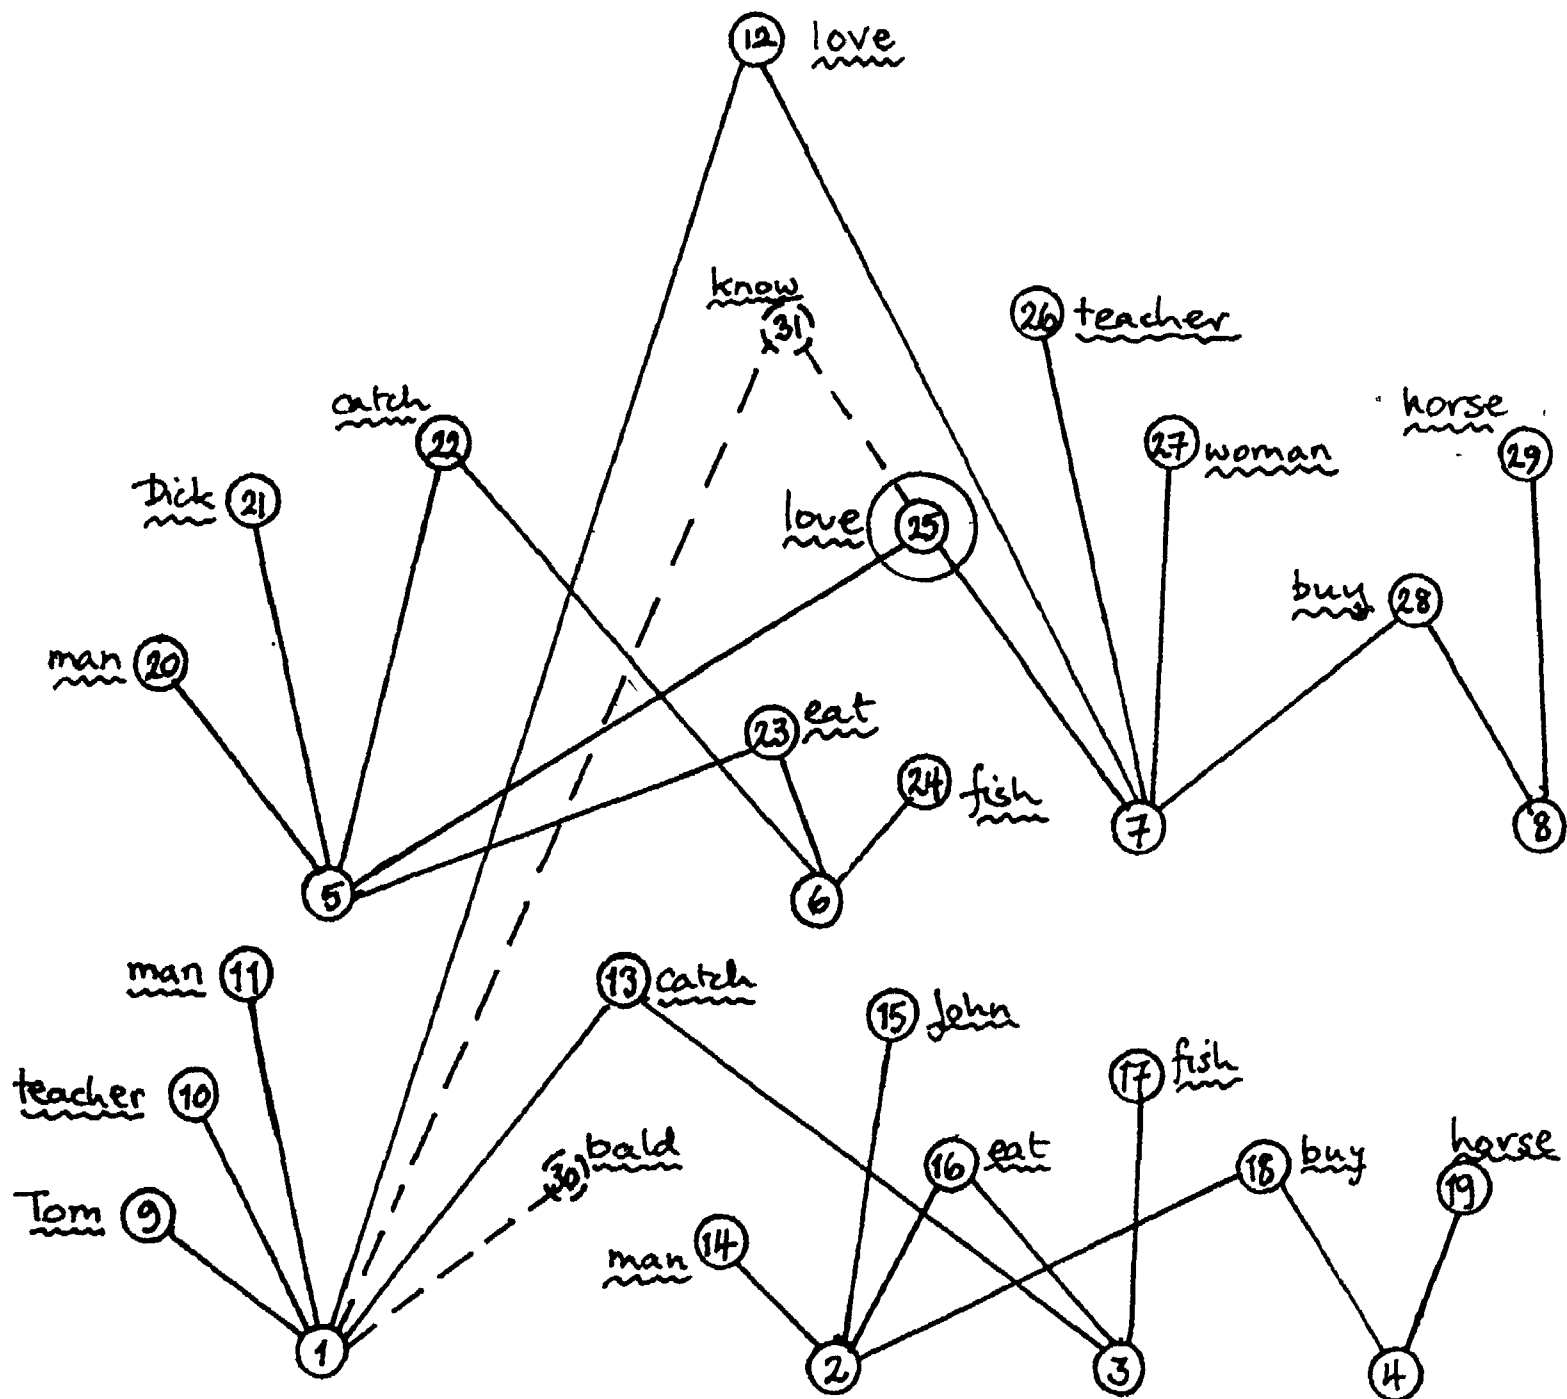 12 love
know
31
26 teacher
catch
22
horse
29
27 woman
Dick 21
love 25
buy 28
man 20
eat
23
24 fish
7
8
5
6
man 11
13 catch
15 John
17 fish
teacher 10
bald
30
16 eat
18 buy
horse
19
Tom 9
man 14
1
2
3
4